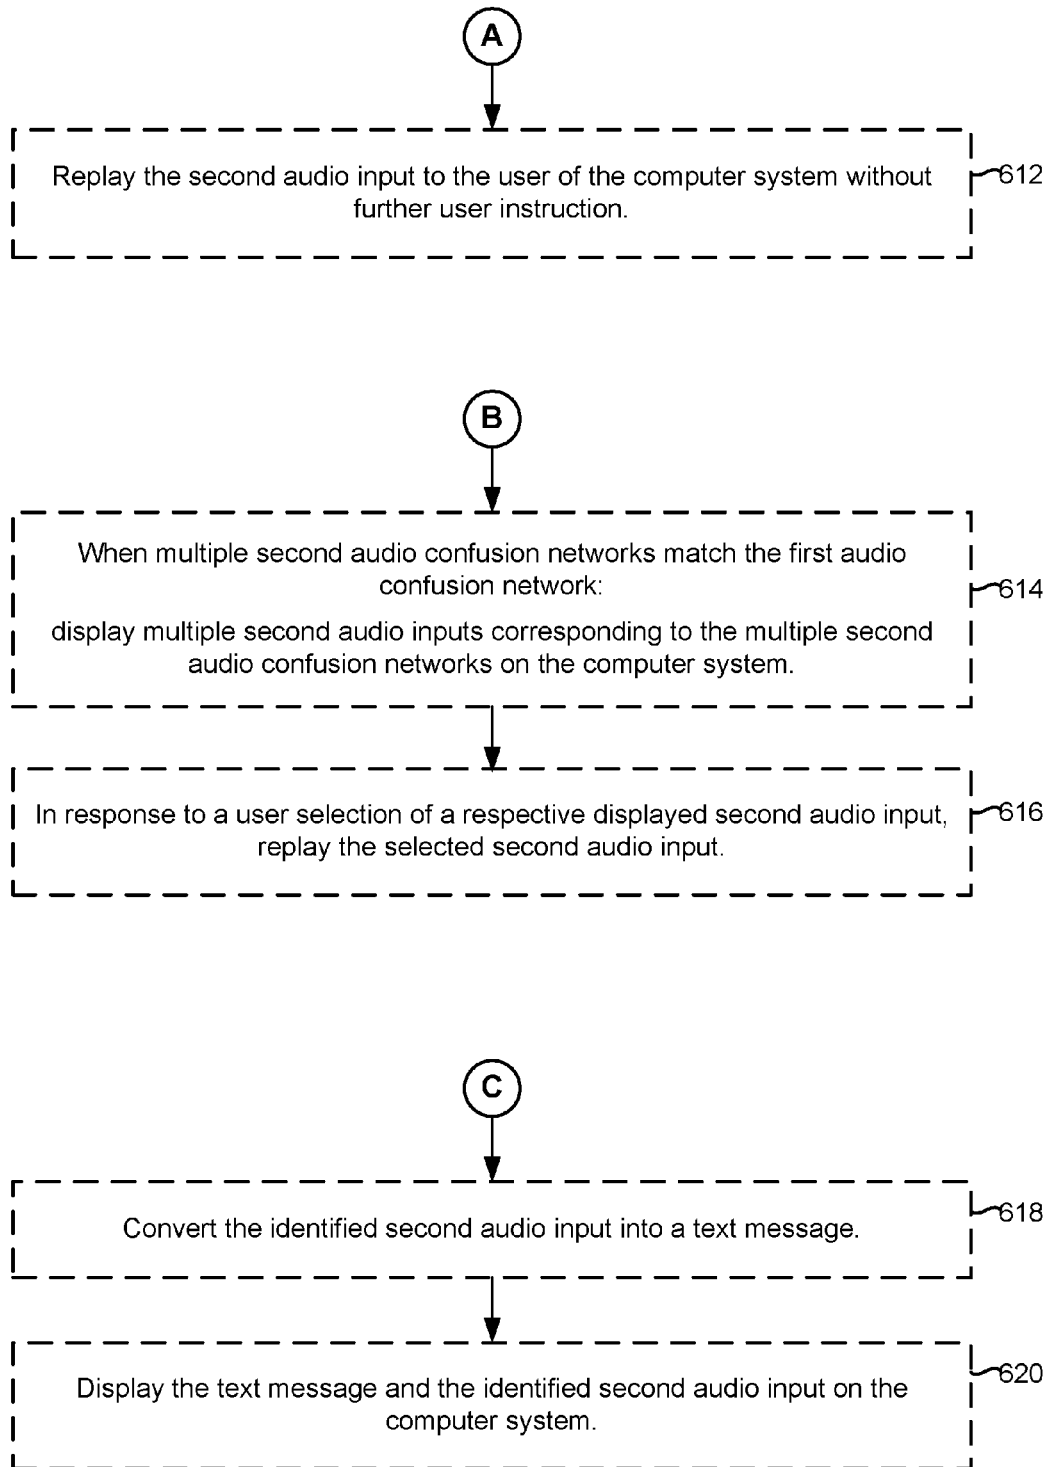 A
Replay the second audio input to the user of the computer system without
further user instruction.
612
B
When multiple second audio confusion networks match the first audio
confusion network:
display multiple second audio inputs corresponding to the multiple second
audio confusion networks on the computer system.
614
In response to a user selection of a respective displayed second audio input,
replay the selected second audio input.
616
C
Convert the identified second audio input into a text message.
618
Display the text message and the identified second audio input on the
computer system.
620